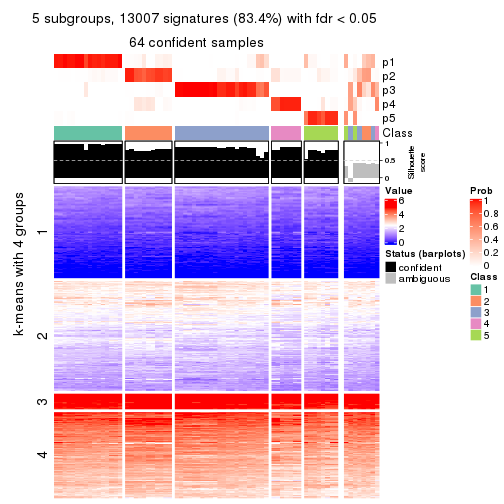 5 subgroups, 13007 signatures (83.4%) with fdr < 0.05
64 confident samples
p1
p2
p3
p4
p5
Class
1
0.5
0
Silhouette
score
k-means with 4 groups
1
2
3
4
Value
6
4
2
0
Status (barplots)
confident
ambiguous
Prob
1
0.8
0.6
0.4
0.2
0
Class
1
2
3
4
5